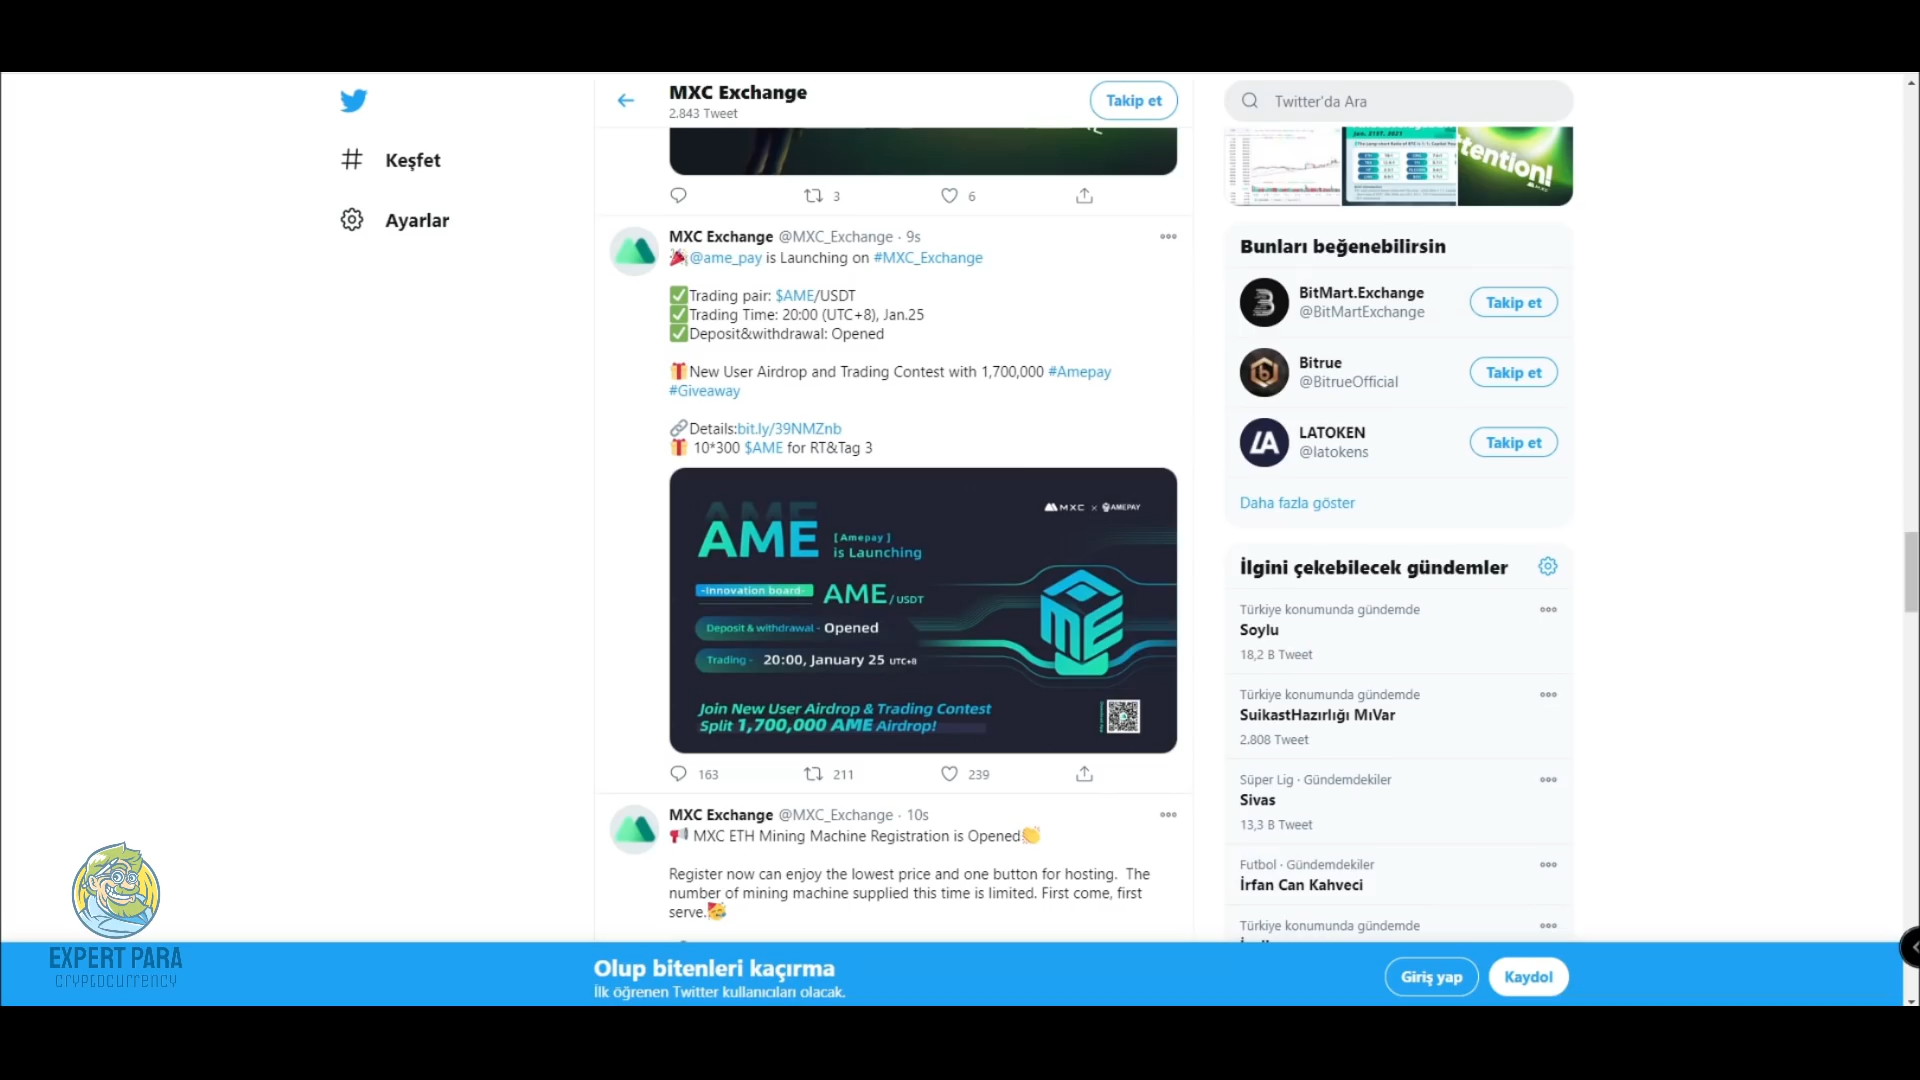 MXC Exchange
2.843 Tweet
Takip et
Twitter'da Ara
Keşfet
Ayarlar
3
6
MXC Exchange @MXC_Exchange · 9s
@ame_pay is Launching on #MXC_Exchange
Trading pair: $AME/USDT
Trading Time: 20:00 (UTC+8), Jan.25
Deposit&withdrawal: Opened
New User Airdrop and Trading Contest with 1,700,000 #Amepay
#Giveaway
Details:bit.ly/39NMZnb
10*300 $AME for RT&Tag 3
MXC x AMEPAY
AME
[Amepay]
is Launching
-Innovation board-
AME/USDT
Deposit & withdrawal - Opened
Trading - 20:00, January 25 UTC+8
Join New User Airdrop & Trading Contest
Split 1,700,000 AME Airdrop!
163
211
239
MXC Exchange @MXC_Exchange · 10s
MXC ETH Mining Machine Registration is Opened
Register now can enjoy the lowest price and one button for hosting. The
number of mining machine supplied this time is limited. First come, first
serve.
Jan. 21ST, 2021
ttention!
Bunları beğenebilirsin
BitMart.Exchange
@BitMartExchange
Takip et
Bitrue
@BitrueOfficial
Takip et
LATOKEN
@latokens
Takip et
Daha fazla göster
İlgini çekebilecek gündemler
Türkiye konumunda gündemde
Soylu
18,2 B Tweet
Türkiye konumunda gündemde
SuikastHazırlığı MıVar
2.808 Tweet
Süper Lig · Gündemdekiler
Sivas
13,3 B Tweet
Futbol · Gündemdekiler
İrfan Can Kahveci
Türkiye konumunda gündemde
EXPERT PARA
CRYPTOCURRENCY
Olup bitenleri kaçırma
İlk öğrenen Twitter kullanıcıları olacak.
Giriş yap
Kaydol